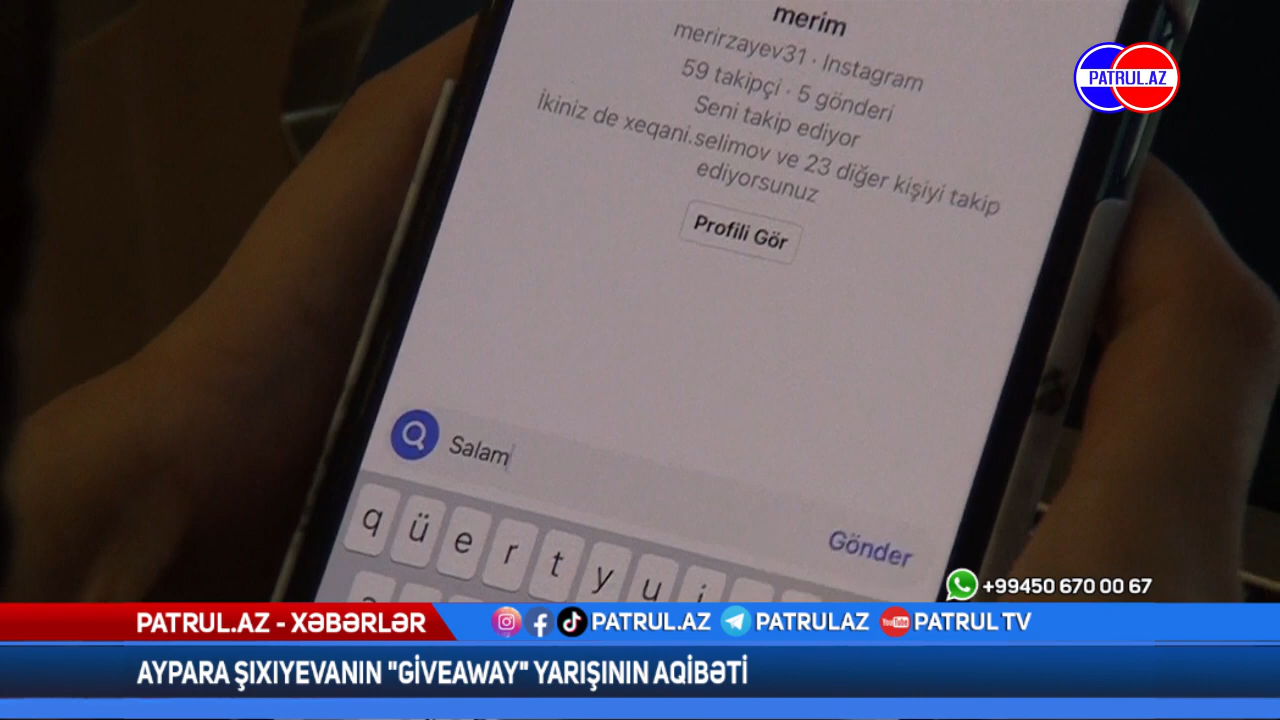 merim
merirzayev31 · Instagram
59 takipçi · 5 gönderi
Seni takip ediyor
İkiniz de xeqani.selimov ve 23 diğer kişiyi takip
ediyorsunuz
Profili Gör
PATRUL.AZ
Salam
Gönder
q ü e r t y u i
+99450 670 00 67
PATRUL.AZ - XƏBƏRLƏR
PATRUL.AZ PATRULAZ YouTube PATRUL TV
AYPARA ŞIXIYEVANIN "GİVEAWAY" YARIŞININ AQİBƏTİ